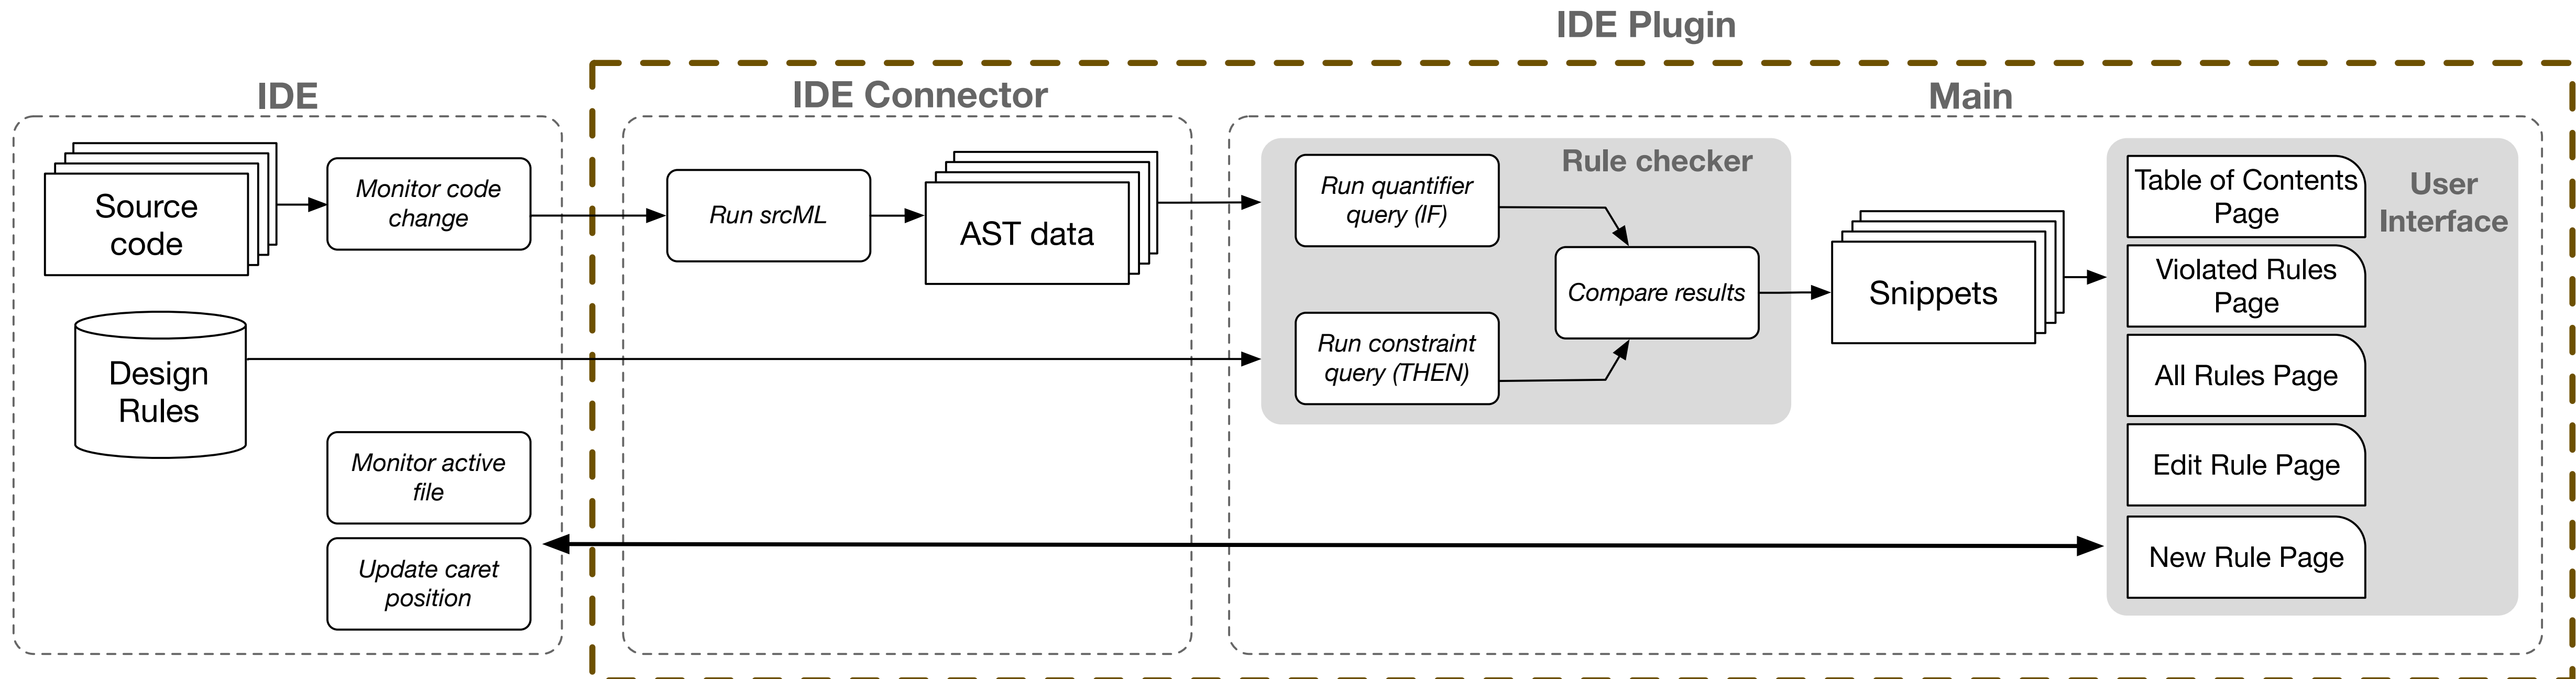 IDE Plugin
IDE
Source
code
Monitor code
change
Design
Rules
Monitor active
file
Update caret
position
IDE Connector
Run srcML
AST data
Main
Rule checker
Run quantifier
query (IF)
Run constraint
query (THEN)
Compare results
Snippets
User
Interface
Table of Contents
Page
Violated Rules
Page
All Rules Page
Edit Rule Page
New Rule Page